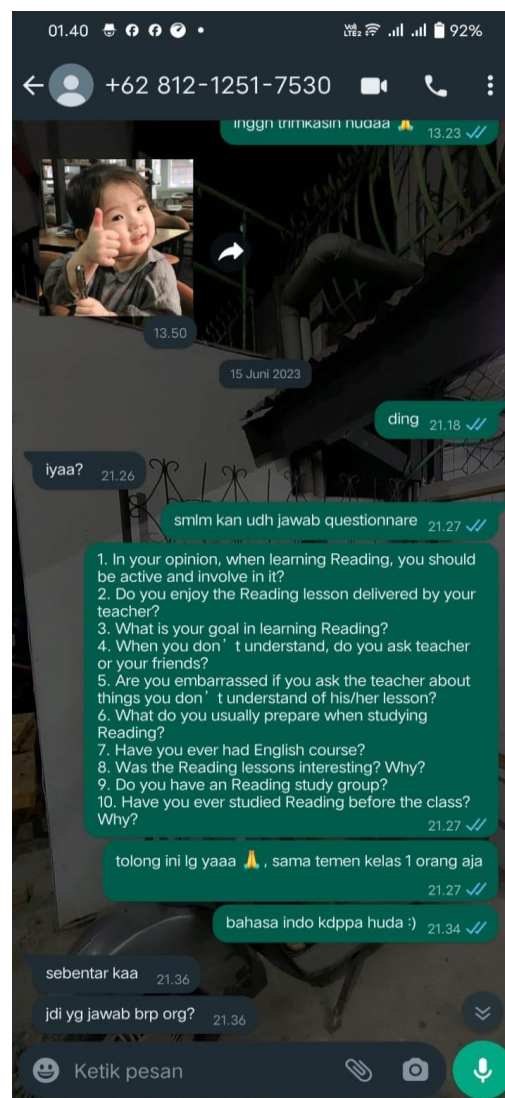 01.40
VoI) LTE2 92%
+62 812-1251-7530
inggh trimkasih hudaa 🙏 13.23
13.50
15 Juni 2023
ding 21.18
iyaa? 21.26
smlm kan udh jawab questionnare 21.27
1. In your opinion, when learning Reading, you should
be active and involve in it?
2. Do you enjoy the Reading lesson delivered by your
teacher?
3. What is your goal in learning Reading?
4. When you don't understand, do you ask teacher
or your friends?
5. Are you embarrassed if you ask the teacher about
things you don't understand of his/her lesson?
6. What do you usually prepare when studying
Reading?
7. Have you ever had English course?
8. Was the Reading lessons interesting? Why?
9. Do you have an Reading study group?
10. Have you ever studied Reading before the class?
Why?
21.27
tolong ini lg yaaa 🙏 , sama temen kelas 1 orang aja
21.27
bahasa indo kdppa huda :) 21.34
sebentar kaa 21.36
jdi yg jawab brp org? 21.36
Ketik pesan